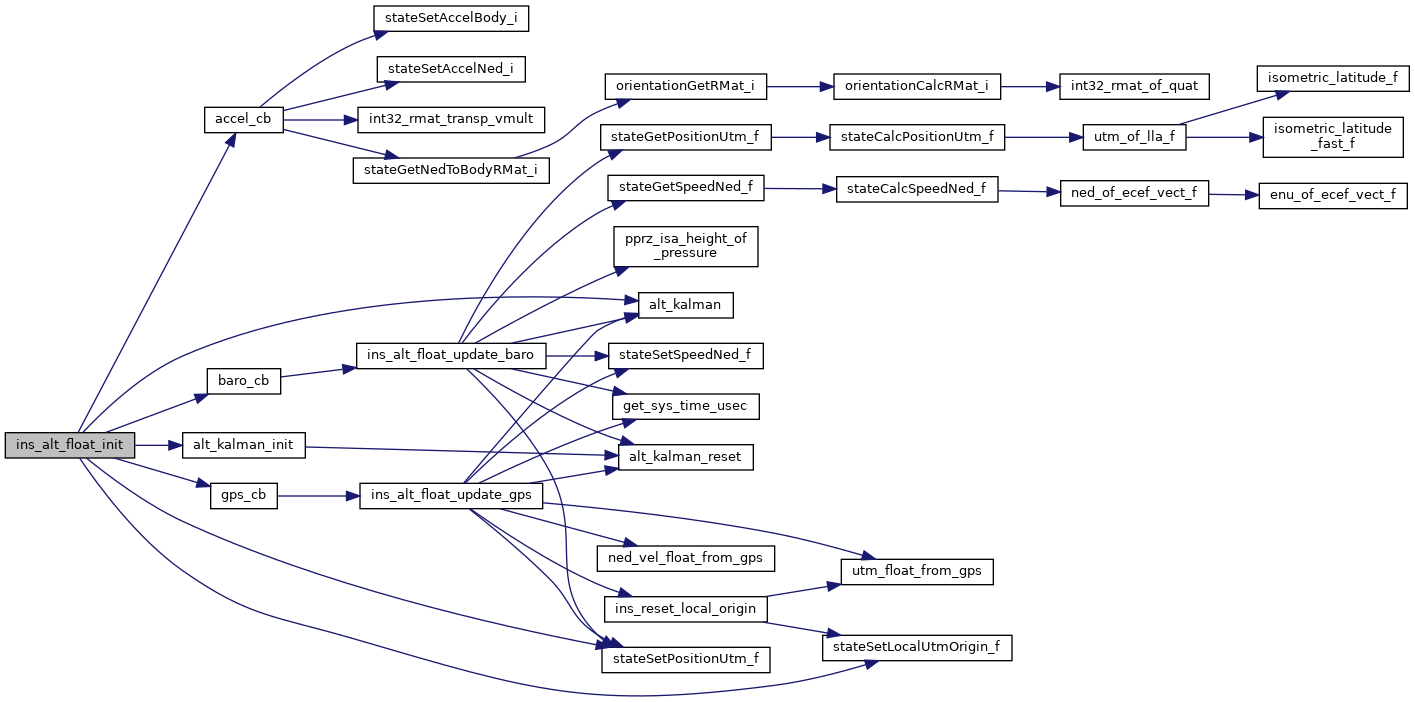 stateSetAccelBody_i
stateSetAccelNed_i
accel_cb
int32_rmat_transp_vmult
stateGetNedToBodyRMat_i
orientationGetRMat_i
orientationCalcRMat_i
int32_rmat_of_quat
isometric_latitude_f
stateGetPositionUtm_f
stateCalcPositionUtm_f
utm_of_lla_f
isometric_latitude
_fast_f
stateGetSpeedNed_f
stateCalcSpeedNed_f
ned_of_ecef_vect_f
enu_of_ecef_vect_f
pprz_isa_height_of
_pressure
alt_kalman
ins_alt_float_update_baro
stateSetSpeedNed_f
baro_cb
get_sys_time_usec
ins_alt_float_init
alt_kalman_init
alt_kalman_reset
gps_cb
ins_alt_float_update_gps
ned_vel_float_from_gps
utm_float_from_gps
ins_reset_local_origin
stateSetLocalUtmOrigin_f
stateSetPositionUtm_f